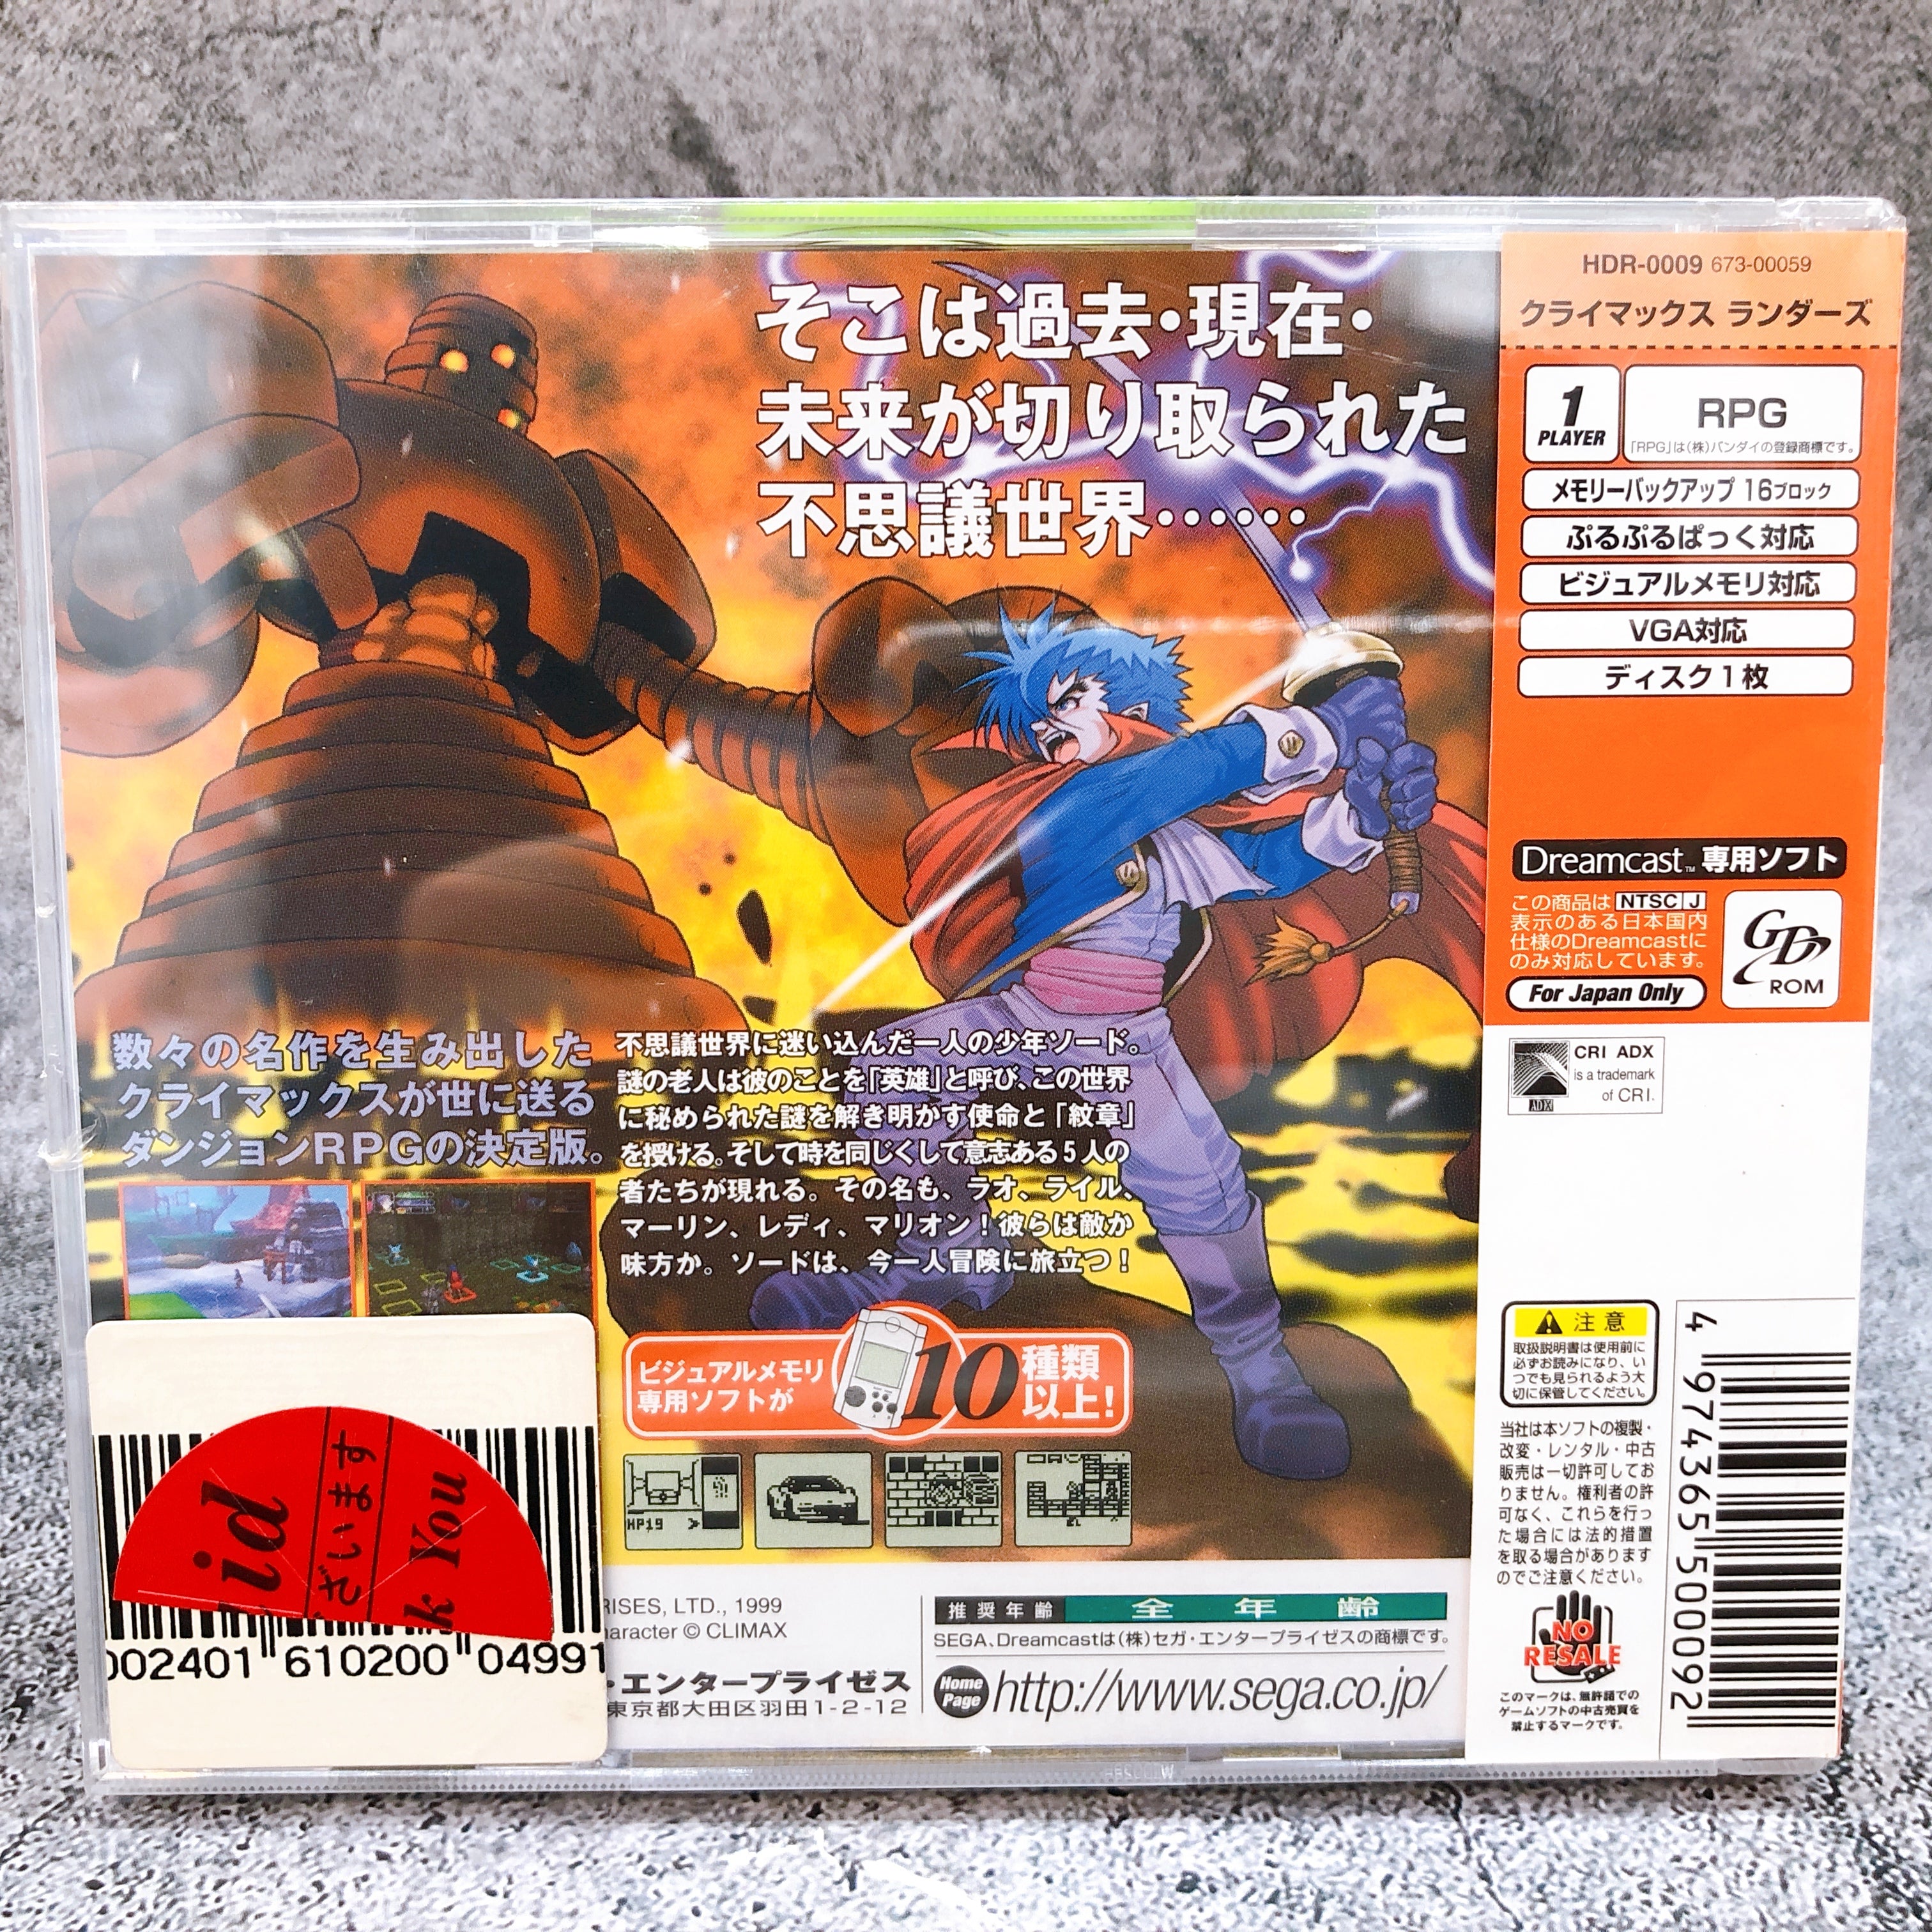 そこは過去・現在・
未来が切り取られた
不思議世界……
数々の名作を生み出した
クライマックスが世に送る
ダンジョンRPGの決定版。
不思議世界に迷い込んだ一人の少年ソード。
謎の老人は彼のことを「英雄」と呼び、この世界
に秘められた謎を解き明かす使命と「紋章」
を授ける。そして時を同じくして意志ある5人の
者たちが現れる。その名も、ラオ、ライル、
マーリン、レディ、マリオン！彼らは敵か
味方か。ソードは、今一人冒険に旅立つ！
ビジュアルメモリ
専用ソフトが
10種類
以上!
HP19
id
ざいます
k You
002401 610200 04991
RISES, LTD., 1999
haracter © CLIMAX
・エンタープライゼス
東京都大田区羽田1-2-12
推奨年齢 全年齢
SEGA、Dreamcastは(株)セガ・エンタープライゼスの商標です。
Home
Page
http://www.sega.co.jp/
HDR-0009 673-00059
クライマックス ランダーズ
1
PLAYER
RPG
「RPG」は(株)バンダイの登録商標です。
メモリーバックアップ 16ブロック
ぷるぷるぱっく対応
ビジュアルメモリ対応
VGA対応
ディスク1枚
Dreamcast™専用ソフト
この商品は NTSC J
表示のある日本国内
仕様のDreamcastに
のみ対応しています。
For Japan Only
GD
ROM
CRI ADX
is a trademark
of CRI.
ADX
注意
取扱説明書は使用前に
必ずお読みになり、い
つでも見られるよう大
切に保管してください。
当社は本ソフトの複製・
改変・レンタル・中古
販売は一切許可してお
りません。権利者の許
可なく、これらを行っ
た場合には法的措置
を取る場合があります
のでご注意ください。
NO
RESALE
このマークは、無許諾での
ゲームソフトの中古売買を
禁止するマークです。
4 974365 500092